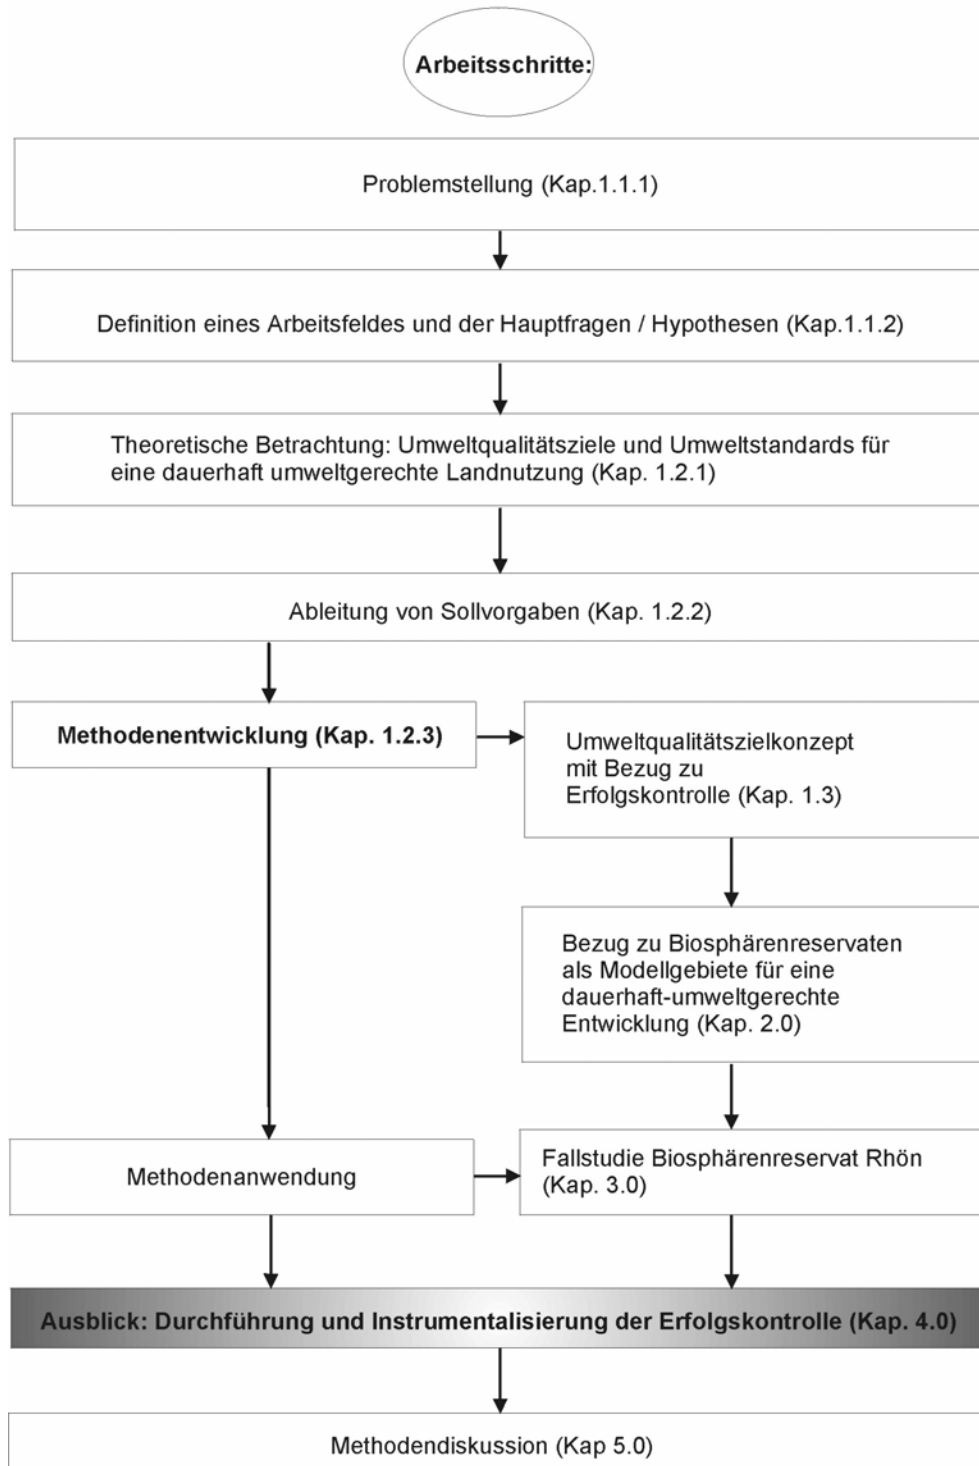 Arbeitsschritte:
Problemstellung (Kap.1.1.1)
Definition eines Arbeitsfeldes und der Hauptfragen / Hypothesen (Kap.1.1.2)
Theoretische Betrachtung: Umweltqualitätsziele und Umweltstandards für
eine dauerhaft umweltgerechte Landnutzung (Kap. 1.2.1)
Ableitung von Sollvorgaben (Kap. 1.2.2)
Methodenentwicklung (Kap. 1.2.3)
Umweltqualitätszielkonzept
mit Bezug zu
Erfolgskontrolle (Kap. 1.3)
Bezug zu Biosphärenreservaten
als Modellgebiete für eine
dauerhaft-umweltgerechte
Entwicklung (Kap. 2.0)
Methodenanwendung
Fallstudie Biosphärenreservat Rhön
(Kap. 3.0)
Ausblick: Durchführung und Instrumentalisierung der Erfolgskontrolle (Kap. 4.0)
Methodendiskussion (Kap 5.0)